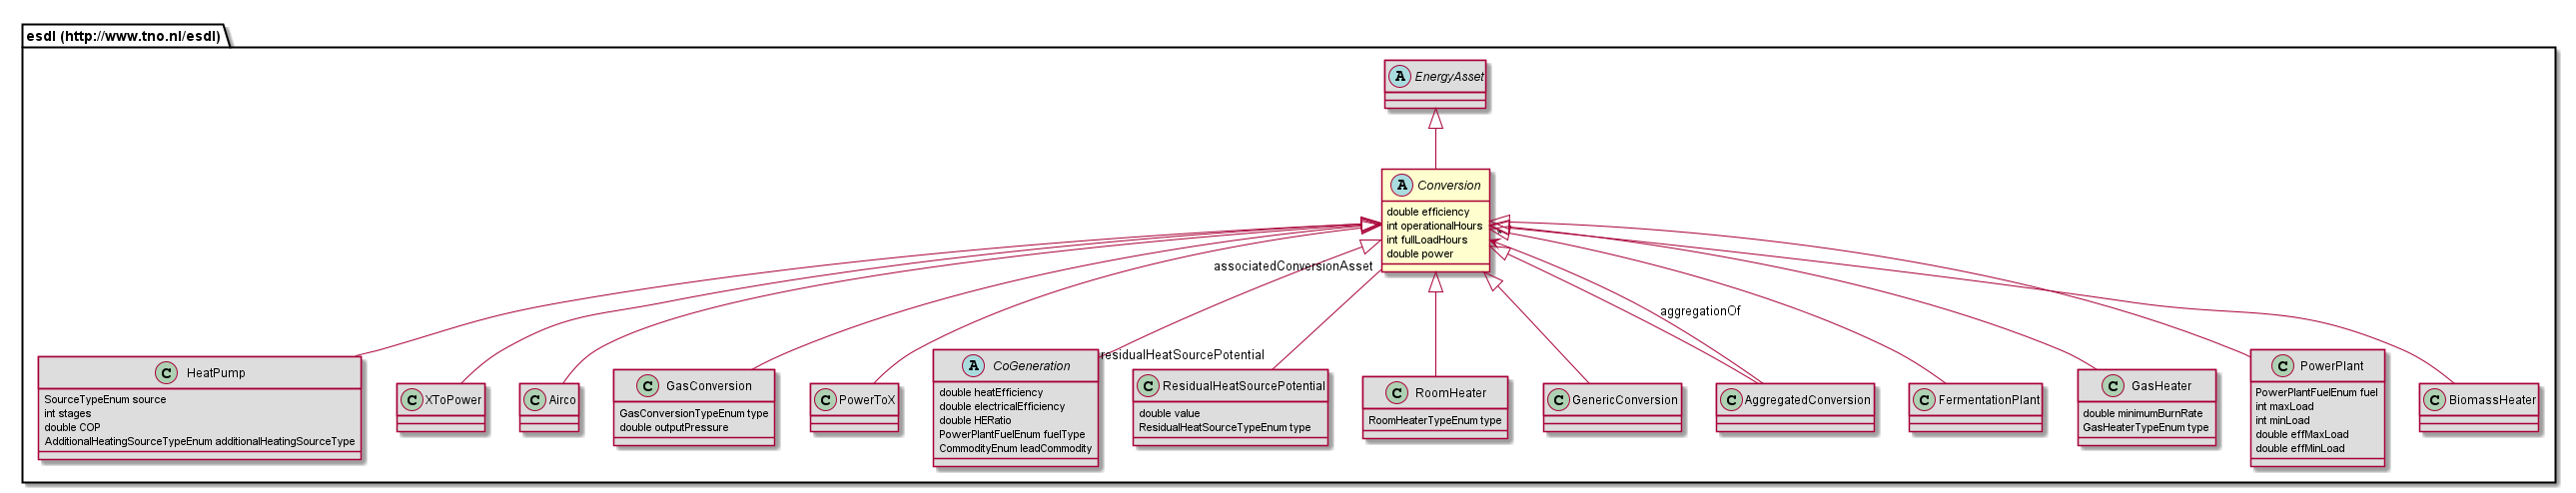 esdl (http://www.tno.nl/esdl)
A EnergyAsset
A Conversion
double efficiency
int operationalHours
int fullLoadHours
double power
associatedConversionAsset
aggregationOf
residualHeatSourcePotential
C HeatPump
SourceTypeEnum source
int stages
double COP
AdditionalHeatingSourceTypeEnum additionalHeatingSourceType
C XToPower
C Airco
C GasConversion
GasConversionTypeEnum type
double outputPressure
C PowerToX
A CoGeneration
double heatEfficiency
double electricalEfficiency
double HERatio
PowerPlantFuelEnum fuelType
CommodityEnum leadCommodity
C ResidualHeatSourcePotential
double value
ResidualHeatSourceTypeEnum type
C RoomHeater
RoomHeaterTypeEnum type
C GenericConversion
C AggregatedConversion
C FermentationPlant
C GasHeater
double minimumBurnRate
GasHeaterTypeEnum type
C PowerPlant
PowerPlantFuelEnum fuel
int maxLoad
int minLoad
double effMaxLoad
double effMinLoad
C BiomassHeater